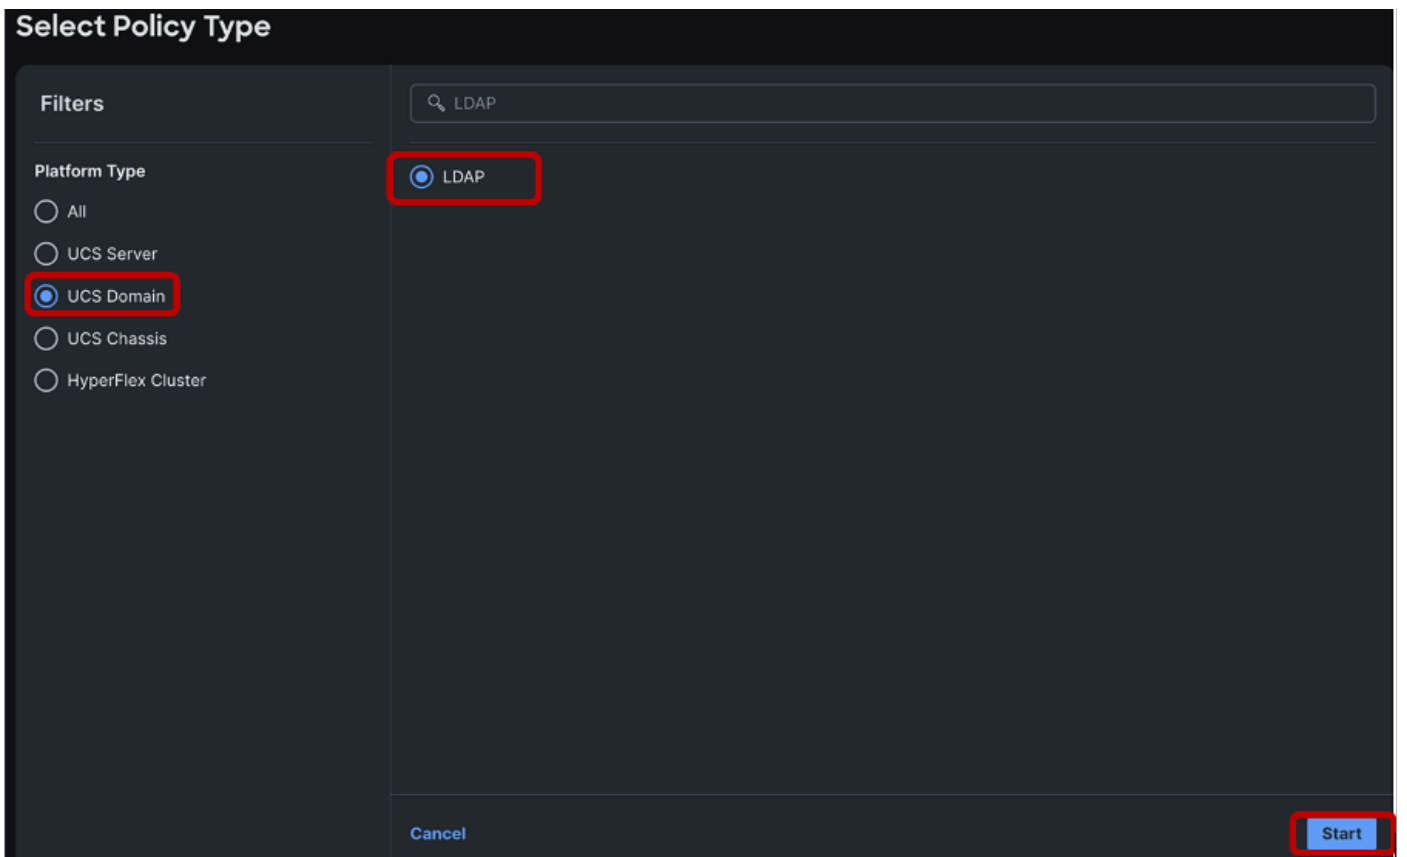 Select Policy Type
Filters
LDAP
Platform Type
LDAP
All
UCS Server
UCS Domain
UCS Chassis
HyperFlex Cluster
Cancel
Start